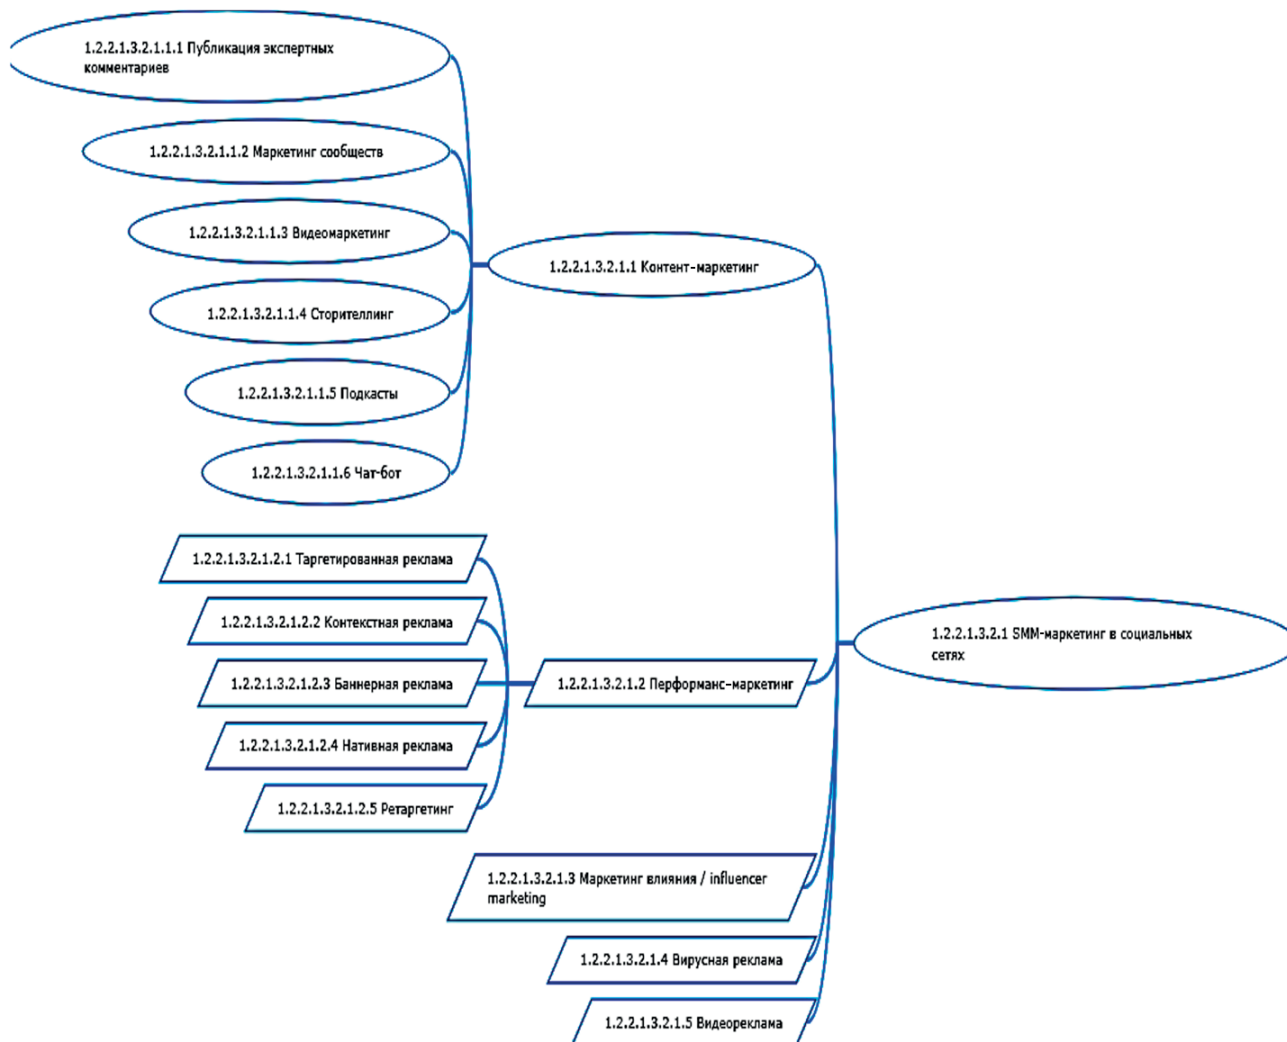 1.2.2.1.3.2.1.1.1 Публикация экспертных
комментариев
1.2.2.1.3.2.1.1.2 Маркетинг сообществ
1.2.2.1.3.2.1.1.3 Видеомаркетинг
1.2.2.1.3.2.1.1 Контент-маркетинг
1.2.2.1.3.2.1.1.4 Сторителлинг
1.2.2.1.3.2.1.1.5 Подкасты
1.2.2.1.3.2.1.1.6 Чат-бот
1.2.2.1.3.2.1.2.1 Таргетированная реклама
1.2.2.1.3.2.1.2.2 Контекстная реклама
1.2.2.1.3.2.1 SMM-маркетинг в социальных
сетях
1.2.2.1.3.2.1.2.3 Баннерная реклама
1.2.2.1.3.2.1.2 Перформанс-маркетинг
1.2.2.1.3.2.1.2.4 Нативная реклама
1.2.2.1.3.2.1.2.5 Ретаргетинг
1.2.2.1.3.2.1.3 Маркетинг влияния / influencer
marketing
1.2.2.1.3.2.1.4 Вирусная реклама
1.2.2.1.3.2.1.5 Видеореклама